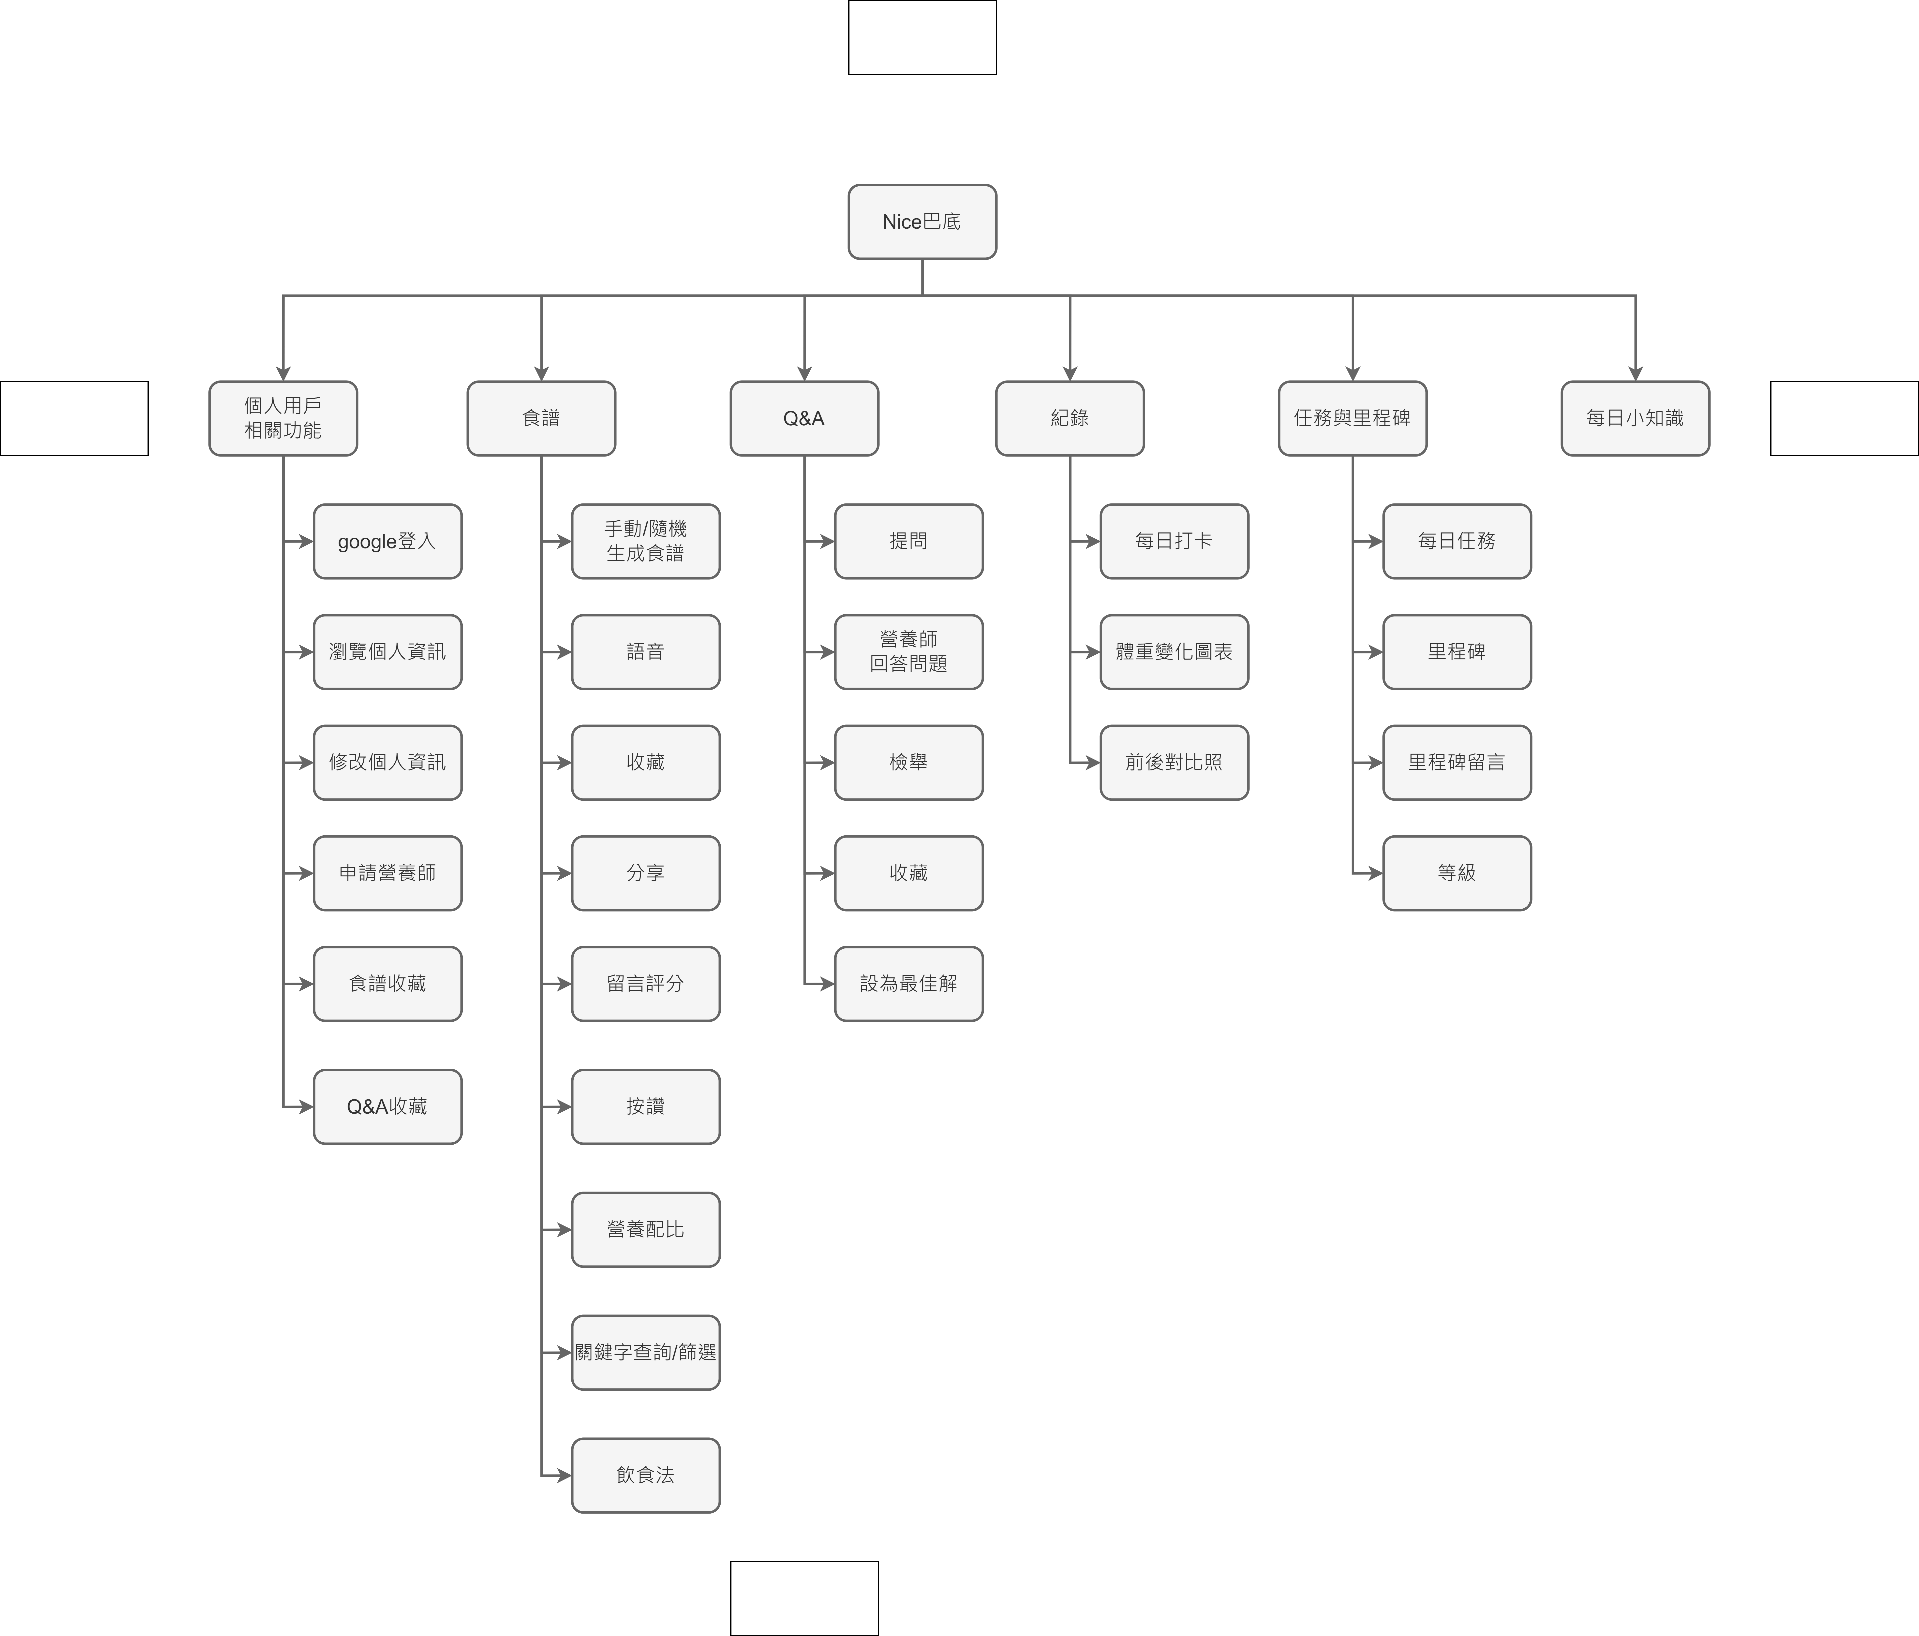 Nice巴底
個人用戶
相關功能
食譜
Q&A
紀錄
任務與里程碑
每日小知識
google登入
瀏覽個人資訊
修改個人資訊
申請營養師
食譜收藏
Q&A收藏
手動/隨機
生成食譜
語音
收藏
分享
留言評分
按讚
營養配比
關鍵字查詢/篩選
飲食法
提問
營養師
回答問題
檢舉
收藏
設為最佳解
每日打卡
體重變化圖表
前後對比照
每日任務
里程碑
里程碑留言
等級